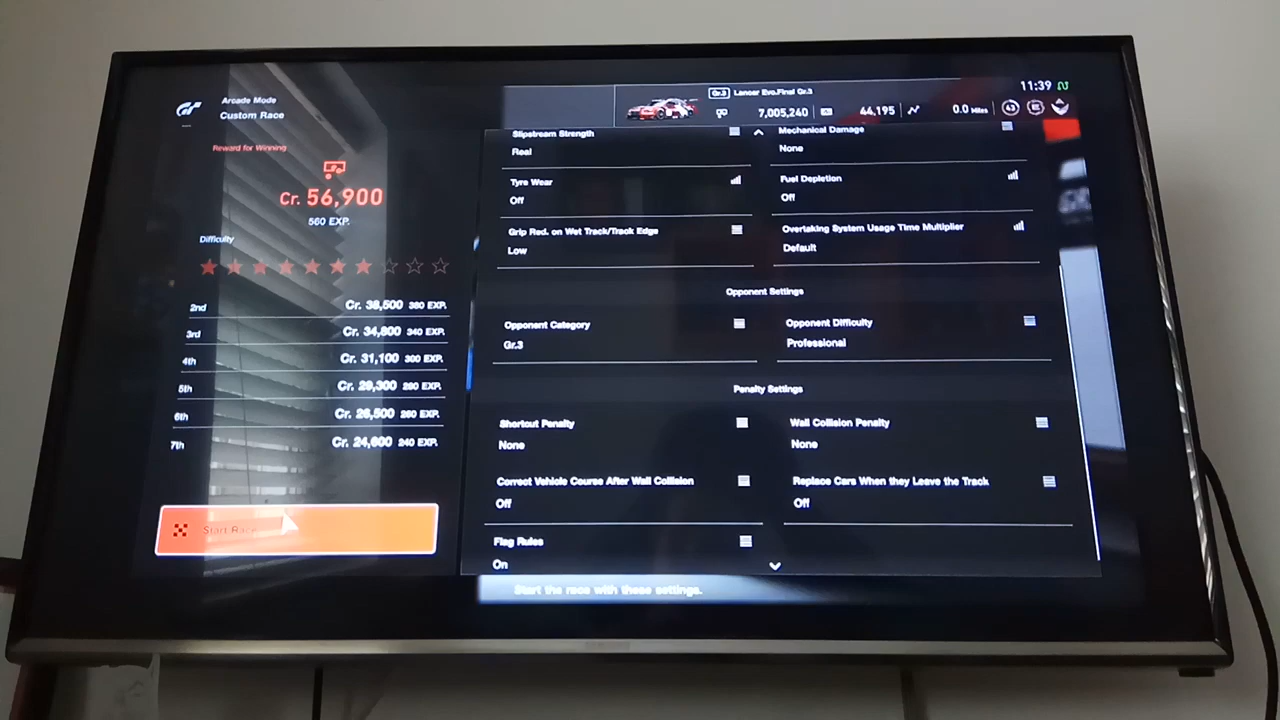 Arcade Mode
Custom Race
Reward for Winning
Cr. 56,900
560 EXP.
Difficulty
2nd Cr. 38,500 380 EXP.
3rd Cr. 34,800 340 EXP.
4th Cr. 31,100 300 EXP.
5th Cr. 29,300 290 EXP.
6th Cr. 26,500 260 EXP.
7th Cr. 24,600 240 EXP.
Start Race
11:39
Gr.3 Lancer Evo.Final Gr.3
7,005,240 44,195 0.0 Miles 43
Slipstream Strength Mechanical Damage
Real None
Tyre Wear Fuel Depletion
Off Off
Grip Red. on Wet Track/Track Edge Overtaking System Usage Time Multiplier
Low Default
Opponent Settings
Opponent Category Opponent Difficulty
Gr.3 Professional
Penalty Settings
Shortcut Penalty Wall Collision Penalty
None None
Correct Vehicle Course After Wall Collision Replace Cars When they Leave the Track
Off Off
Flag Rules
On
Start the race with these settings.